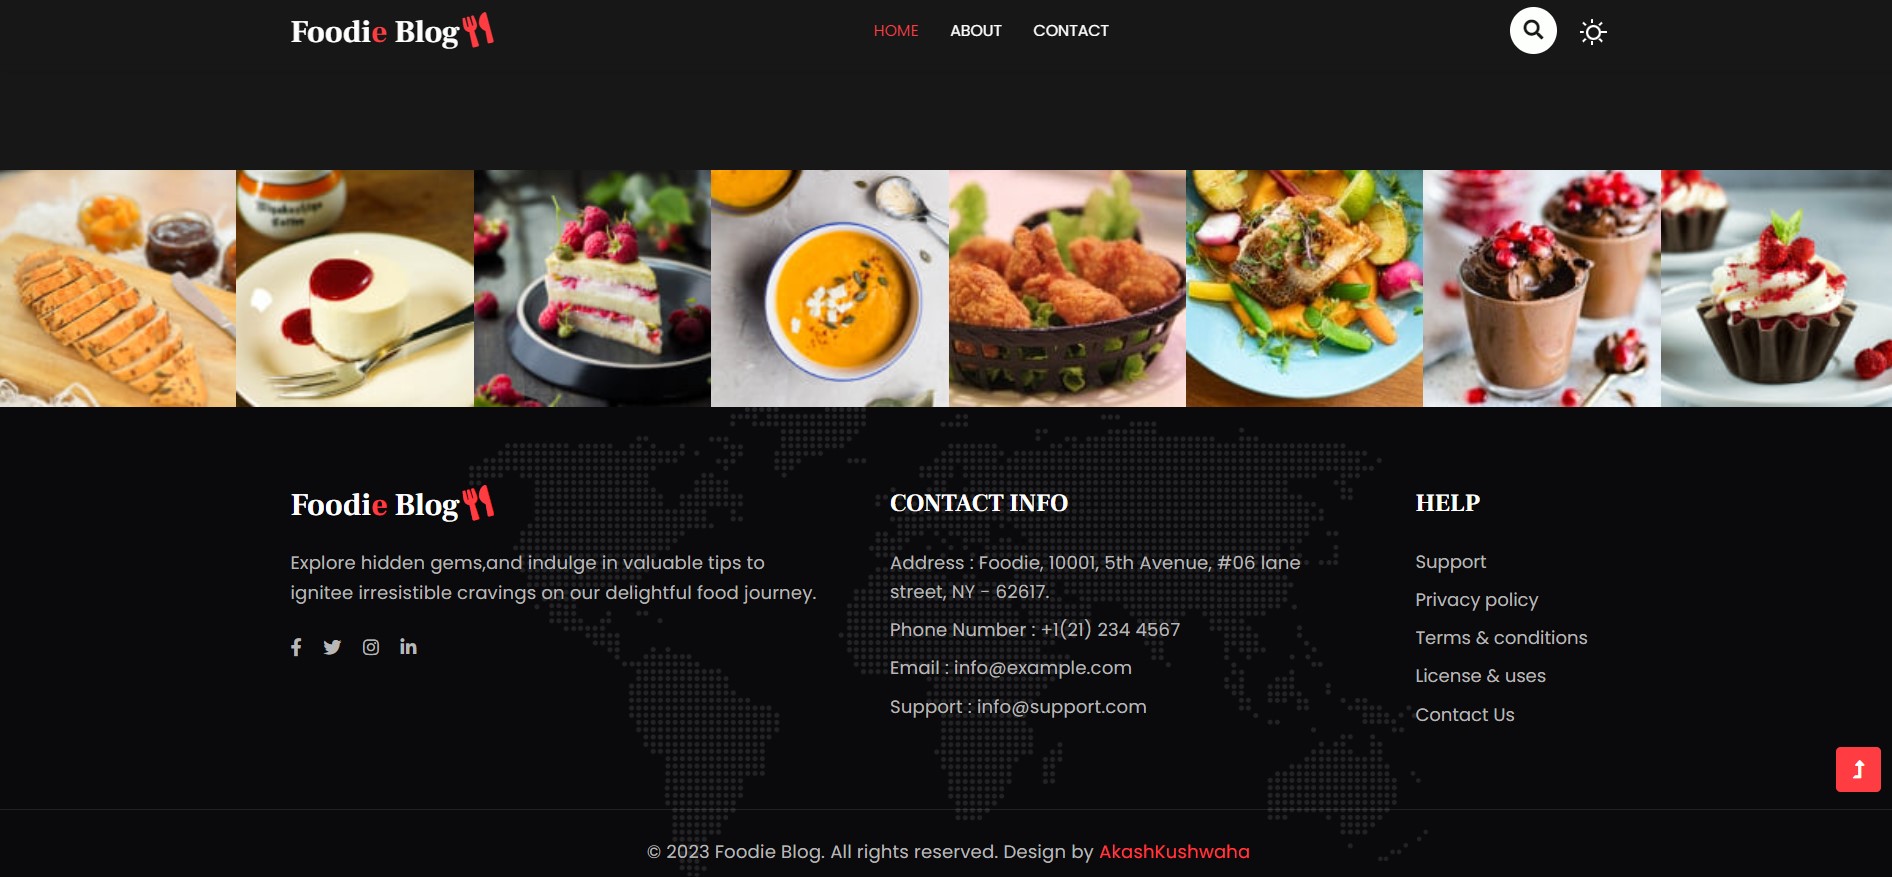 Foodie Blog
HOME ABOUT CONTACT
Foodie Blog
Explore hidden gems,and indulge in valuable tips to
ignitee irresistible cravings on our delightful food journey.
CONTACT INFO
Address : Foodie, 10001, 5th Avenue, #06 lane
street, NY - 62617.
Phone Number : +1(21) 234 4567
Email : info@example.com
Support : info@support.com
HELP
Support
Privacy policy
Terms & conditions
License & uses
Contact Us
© 2023 Foodie Blog. All rights reserved. Design by AkashKushwaha